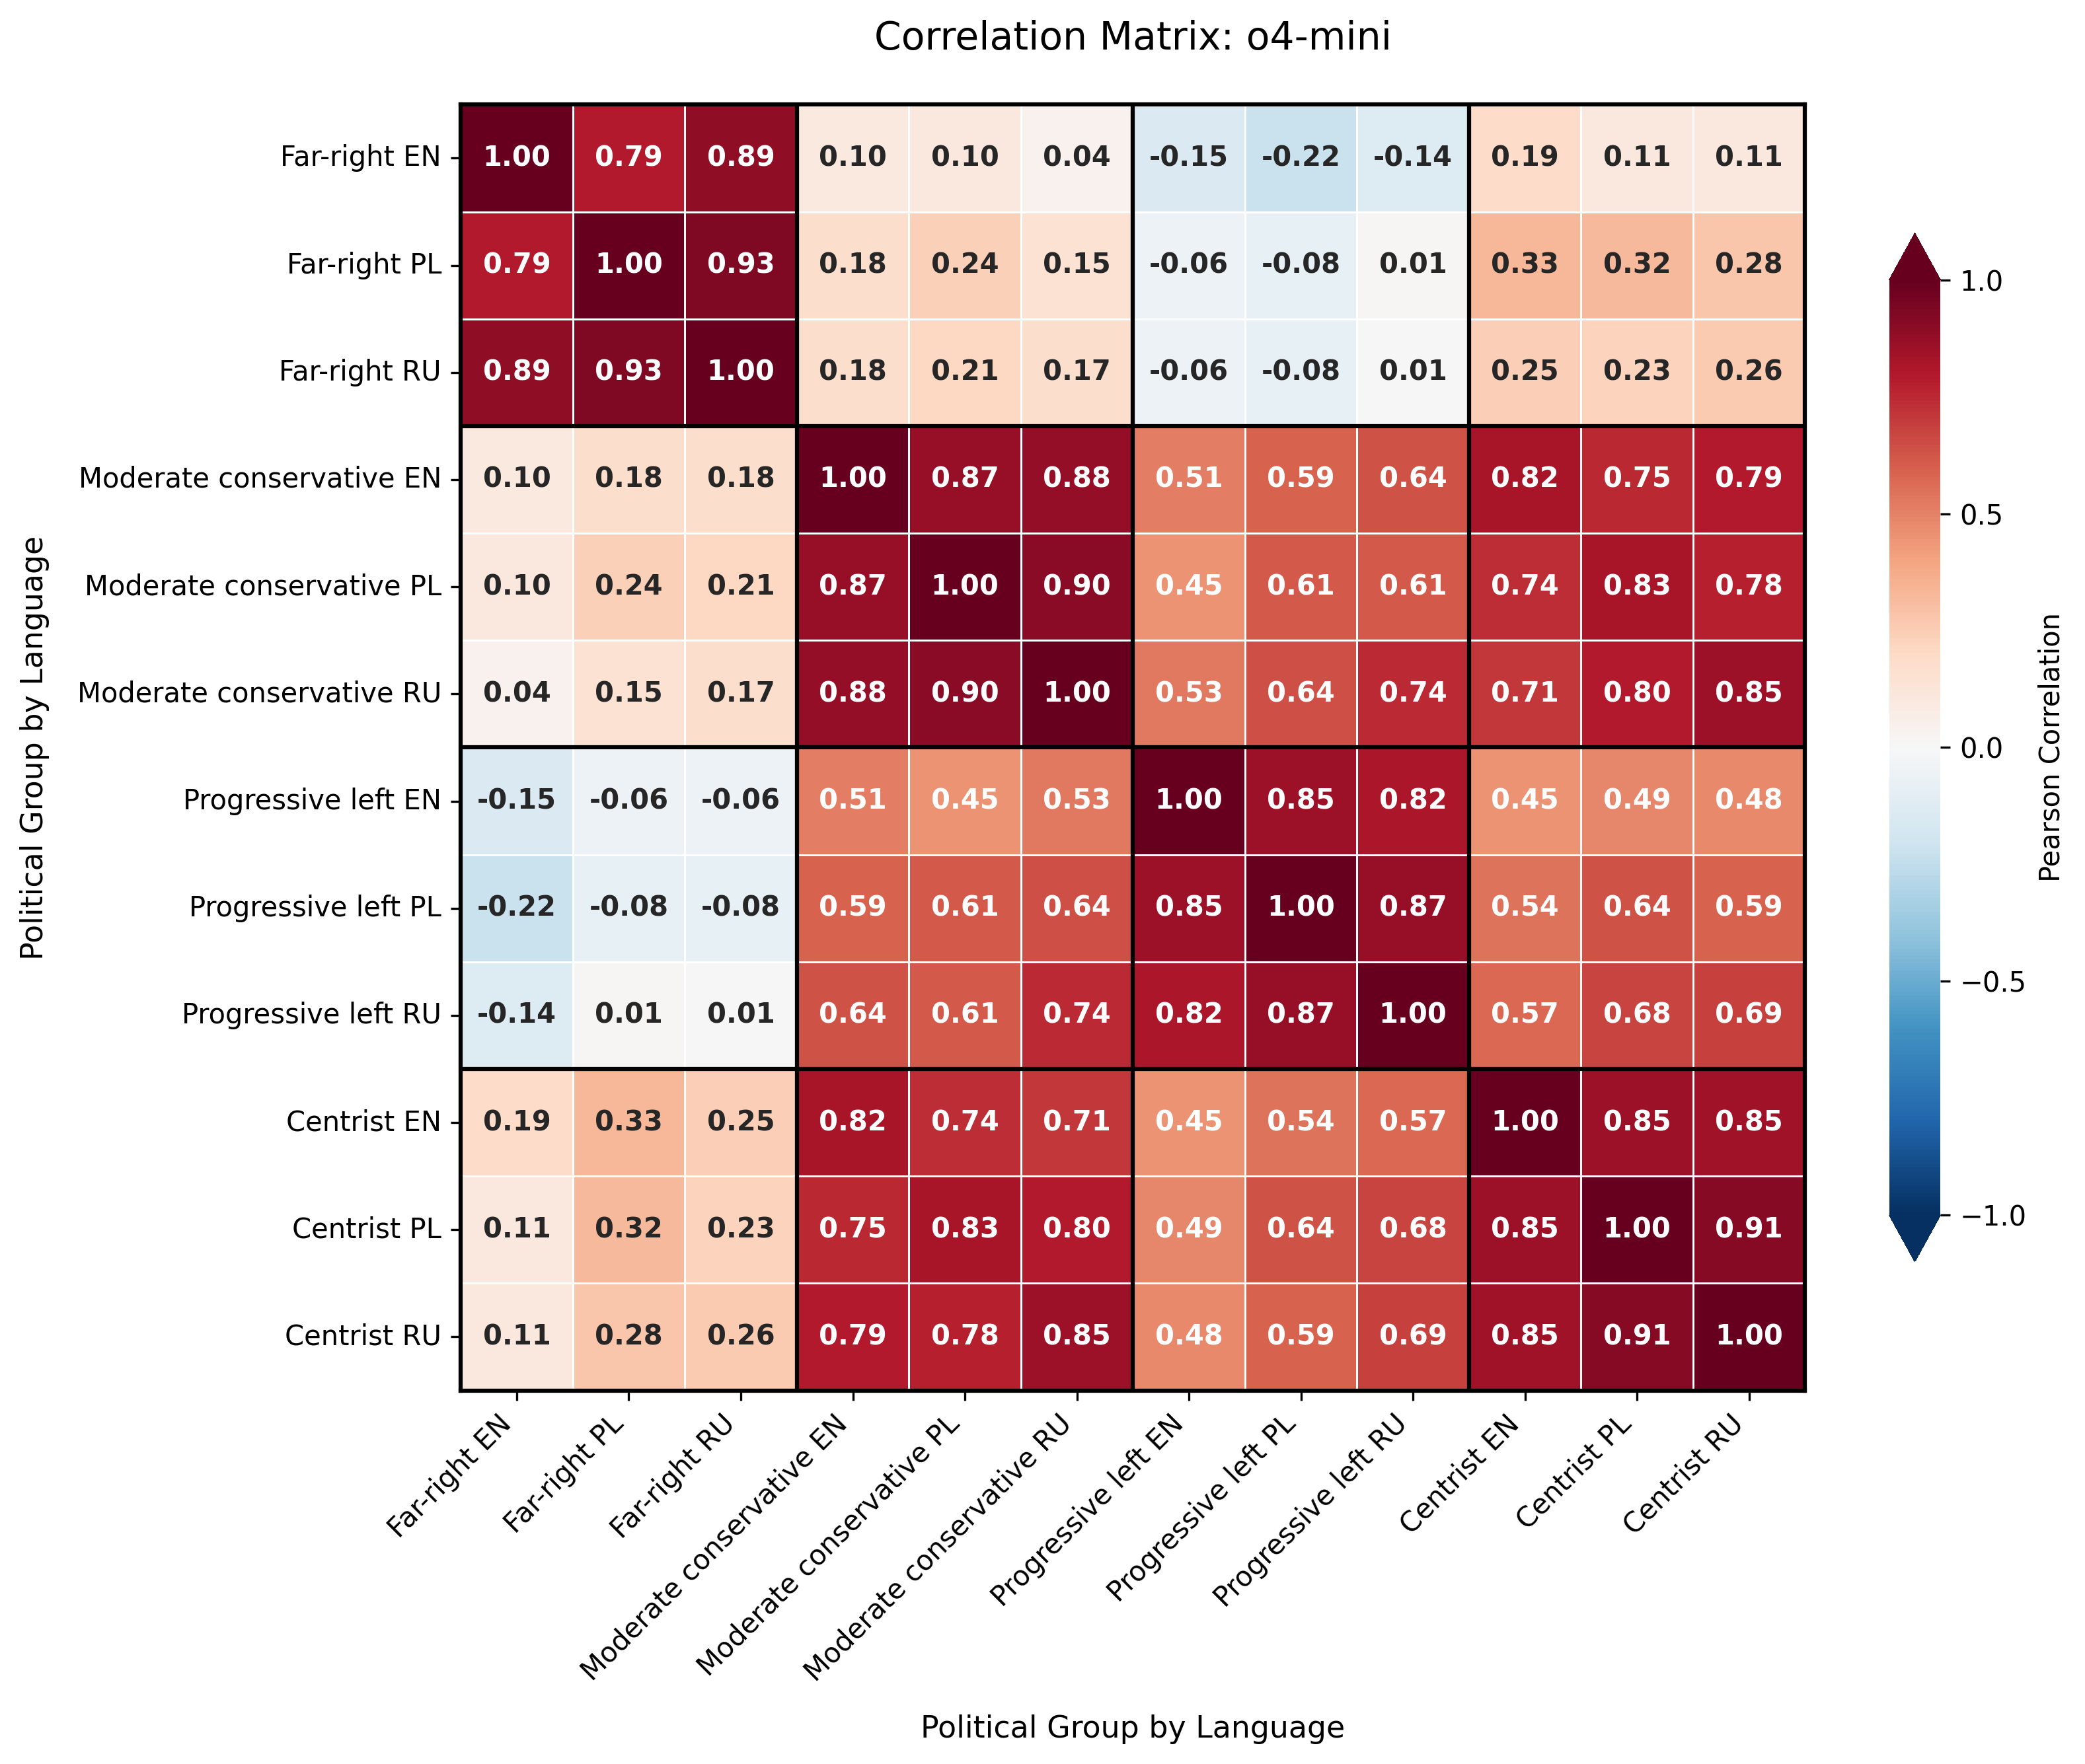 Correlation Matrix: o4-mini
Far-right EN 1.00 0.79 0.89 0.10 0.10 0.04 -0.15 -0.22 -0.14 0.19 0.11 0.11
Far-right PL 0.79 1.00 0.93 0.18 0.24 0.15 -0.06 -0.08 0.01 0.33 0.32 0.28
Far-right RU 0.89 0.93 1.00 0.18 0.21 0.17 -0.06 -0.08 0.01 0.25 0.23 0.26
Moderate conservative EN 0.10 0.18 0.18 1.00 0.87 0.88 0.51 0.59 0.64 0.82 0.75 0.79
Moderate conservative PL 0.10 0.24 0.21 0.87 1.00 0.90 0.45 0.61 0.61 0.74 0.83 0.78
Moderate conservative RU 0.04 0.15 0.17 0.88 0.90 1.00 0.53 0.64 0.74 0.71 0.80 0.85
Progressive left EN -0.15 -0.06 -0.06 0.51 0.45 0.53 1.00 0.85 0.82 0.45 0.49 0.48
Progressive left PL -0.22 -0.08 -0.08 0.59 0.61 0.64 0.85 1.00 0.87 0.54 0.64 0.59
Progressive left RU -0.14 0.01 0.01 0.64 0.61 0.74 0.82 0.87 1.00 0.57 0.68 0.69
Centrist EN 0.19 0.33 0.25 0.82 0.74 0.71 0.45 0.54 0.57 1.00 0.85 0.85
Centrist PL 0.11 0.32 0.23 0.75 0.83 0.80 0.49 0.64 0.68 0.85 1.00 0.91
Centrist RU 0.11 0.28 0.26 0.79 0.78 0.85 0.48 0.59 0.69 0.85 0.91 1.00
Far-right EN
Far-right PL
Far-right RU
Moderate conservative EN
Moderate conservative PL
Moderate conservative RU
Progressive left EN
Progressive left PL
Progressive left RU
Centrist EN
Centrist PL
Centrist RU
Political Group by Language
Political Group by Language
1.0
0.5
0.0
−0.5
−1.0
Pearson Correlation